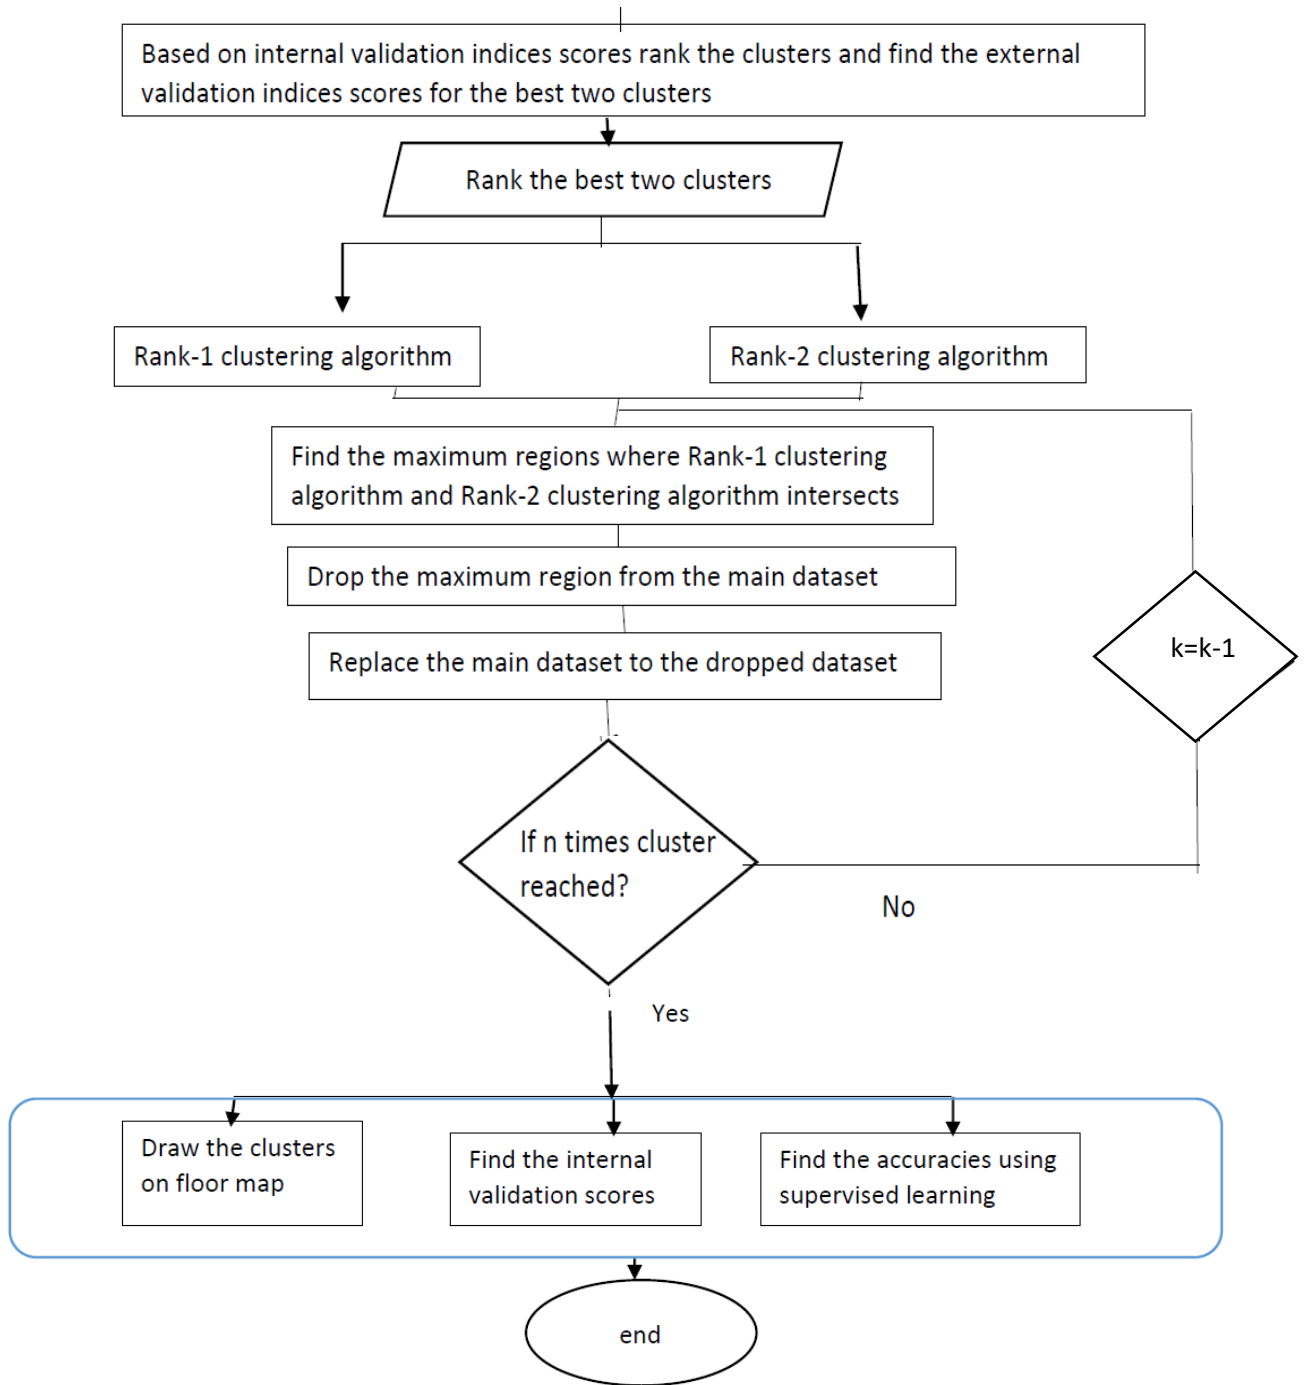 Based on internal validation indices scores rank the clusters and find the external
validation indices scores for the best two clusters
Rank the best two clusters
Rank-1 clustering algorithm
Rank-2 clustering algorithm
Find the maximum regions where Rank-1 clustering
algorithm and Rank-2 clustering algorithm intersects
Drop the maximum region from the main dataset
Replace the main dataset to the dropped dataset
k=k-1
If n times cluster
reached?
No
Yes
Draw the clusters
on floor map
Find the internal
validation scores
Find the accuracies using
supervised learning
end